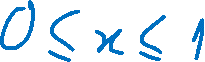 0 ≤ x ≤ 1